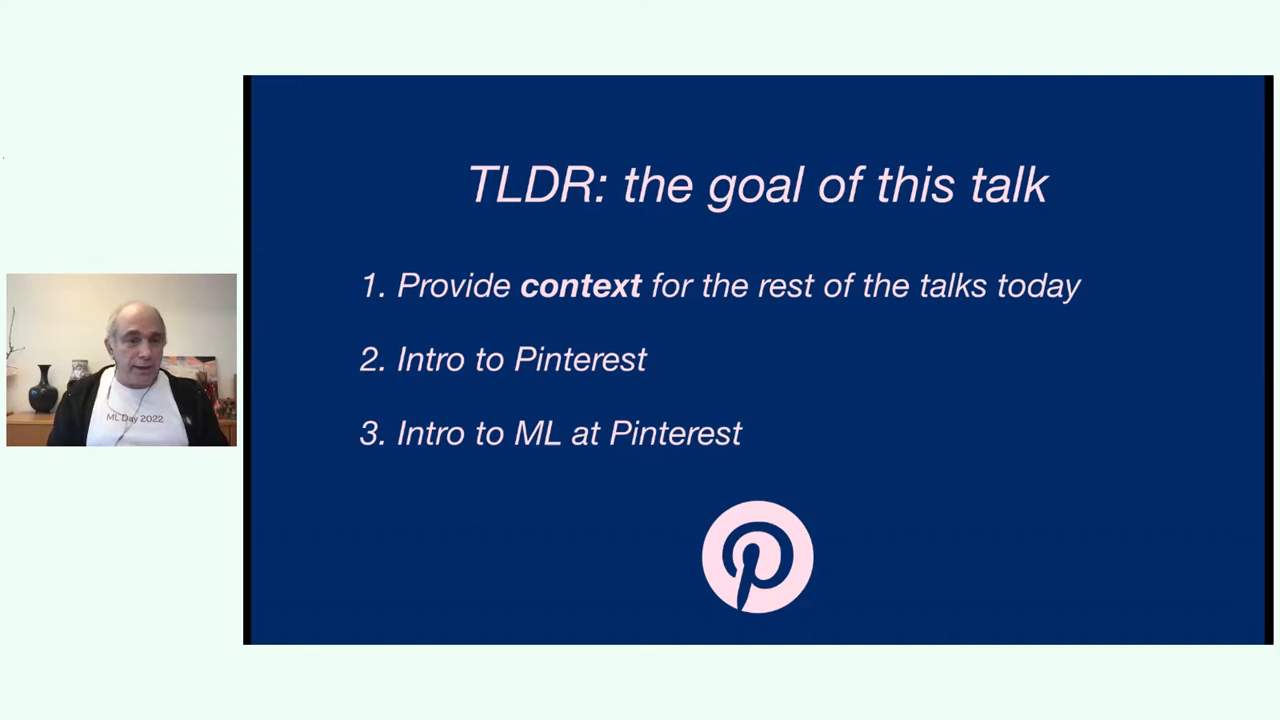 TLDR: the goal of this talk
1. Provide context for the rest of the talks today
2. Intro to Pinterest
3. Intro to ML at Pinterest
ML Day 2022